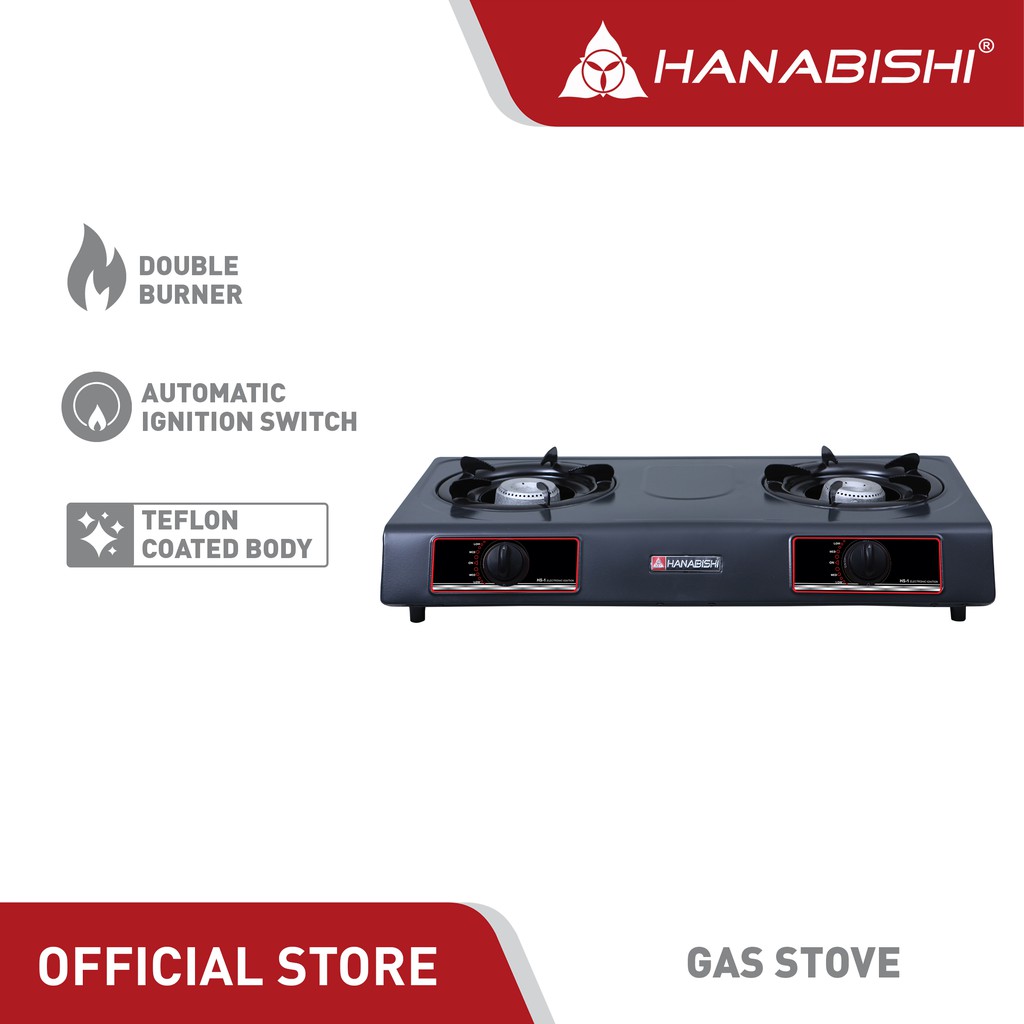 HANABISHI®
DOUBLE
BURNER
AUTOMATIC
IGNITION SWITCH
TEFLON
COATED BODY
HANABISHI
OFFICIAL STORE
GAS STOVE